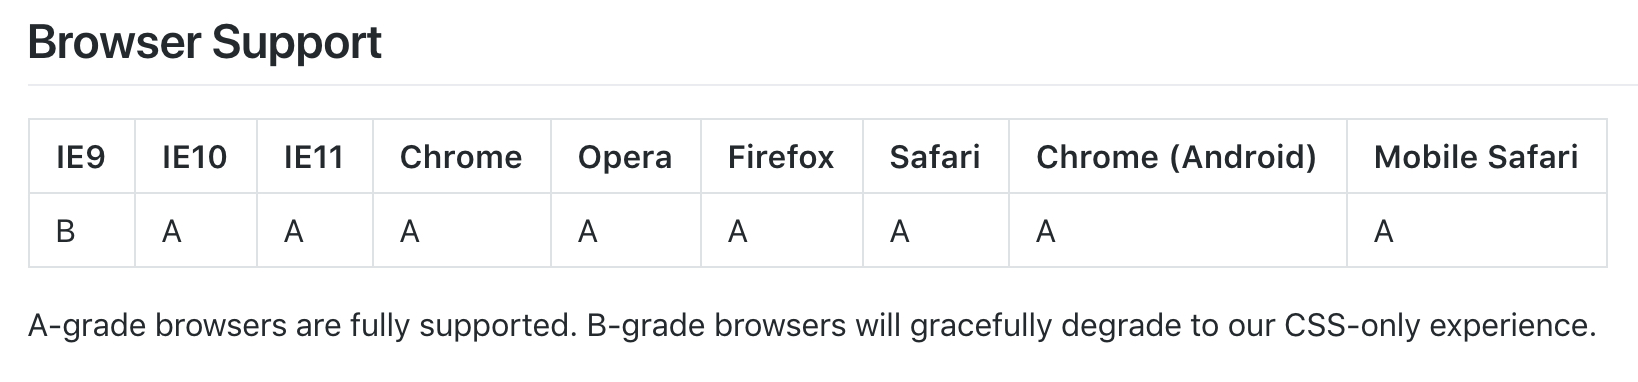 Browser Support
IE9 IE10 IE11 Chrome Opera Firefox Safari Chrome (Android) Mobile Safari
B A A A A A A A A
A-grade browsers are fully supported. B-grade browsers will gracefully degrade to our CSS-only experience.